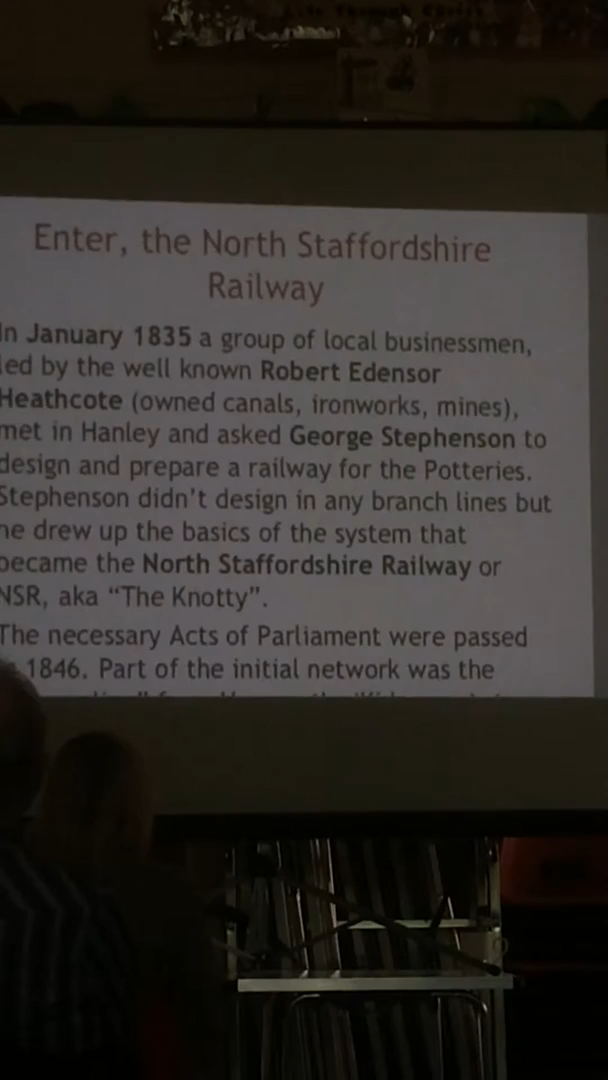 Enter, the North Staffordshire
Railway
In January 1835 a group of local businessmen,
led by the well known Robert Edensor
Heathcote (owned canals, ironworks, mines),
met in Hanley and asked George Stephenson to
design and prepare a railway for the Potteries.
Stephenson didn't design in any branch lines but
he drew up the basics of the system that
became the North Staffordshire Railway or
NSR, aka “The Knotty”.
The necessary Acts of Parliament were passed
1846. Part of the initial network was the